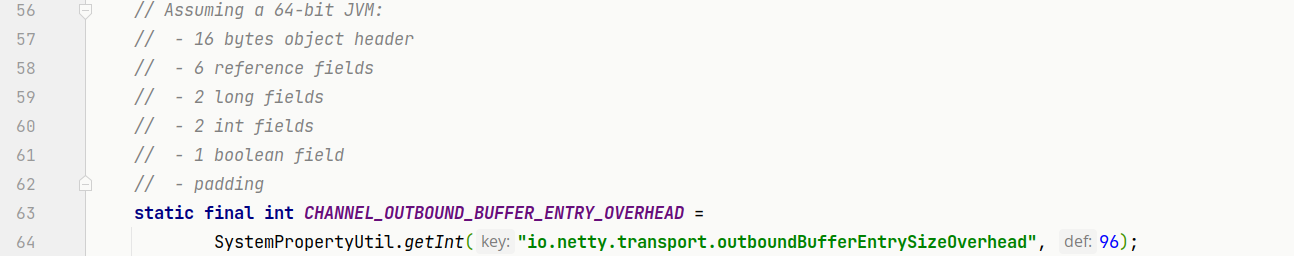 56 // Assuming a 64-bit JVM:
57 //  - 16 bytes object header
58 //  - 6 reference fields
59 //  - 2 long fields
60 //  - 2 int fields
61 //  - 1 boolean field
62 //  - padding
63 static final int CHANNEL_OUTBOUND_BUFFER_ENTRY_OVERHEAD =
64 SystemPropertyUtil.getInt( key: "io.netty.transport.outboundBufferEntrySizeOverhead", def: 96);